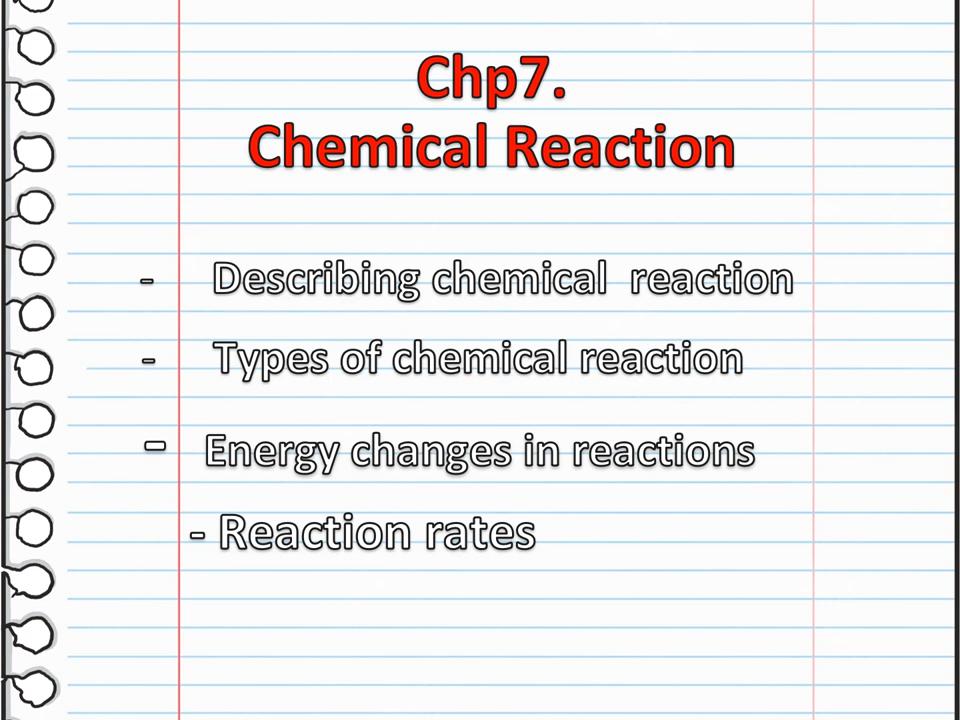 Chp7.
Chemical Reaction
- Describing chemical reaction
- Types of chemical reaction
- Energy changes in reactions
- Reaction rates